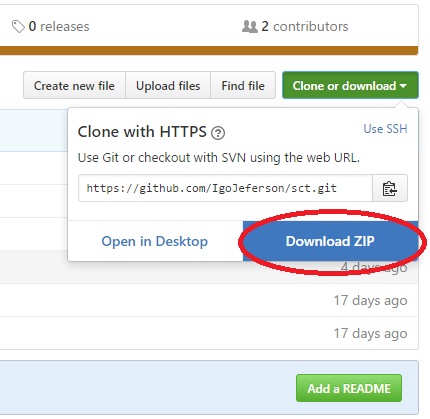 0 releases 2 contributors
Create new file Upload files Find file Clone or download
Clone with HTTPS ? Use SSH
Use Git or checkout with SVN using the web URL.
https://github.com/IgoJeferson/sct.git
Open in Desktop Download ZIP
4 days ago
17 days ago
17 days ago
Add a README